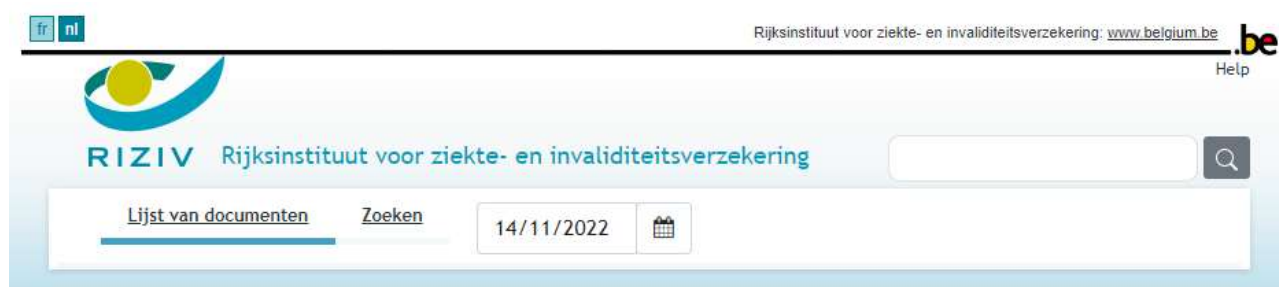 fr nl
Rijksinstituut voor ziekte- en invaliditeitsverzekering: www.belgium.be
.be
Help
RIZIV Rijksinstituut voor ziekte- en invaliditeitsverzekering
Lijst van documenten Zoeken 14/11/2022